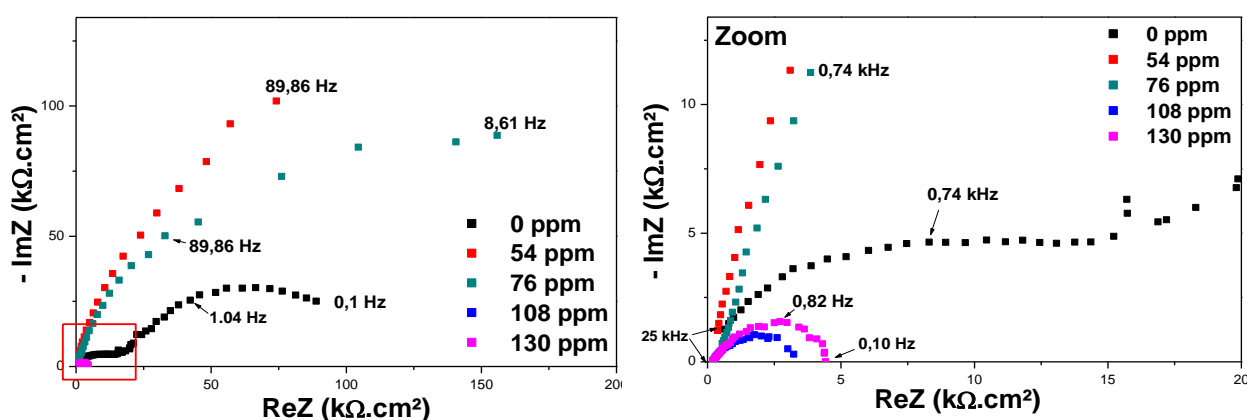 89,86 Hz
8,61 Hz
89,86 Hz
1.04 Hz
0,1 Hz
0 ppm
54 ppm
76 ppm
108 ppm
130 ppm
100
50
0
0 50 100 150 200
- ImZ (kΩ.cm²)
ReZ (kΩ.cm²)
Zoom
0,74 kHz
0,74 kHz
0,82 Hz
25 kHz
0,10 Hz
0 ppm
54 ppm
76 ppm
108 ppm
130 ppm
10
5
0
0 5 10 15 20
- ImZ (kΩ.cm²)
ReZ (kΩ.cm²)